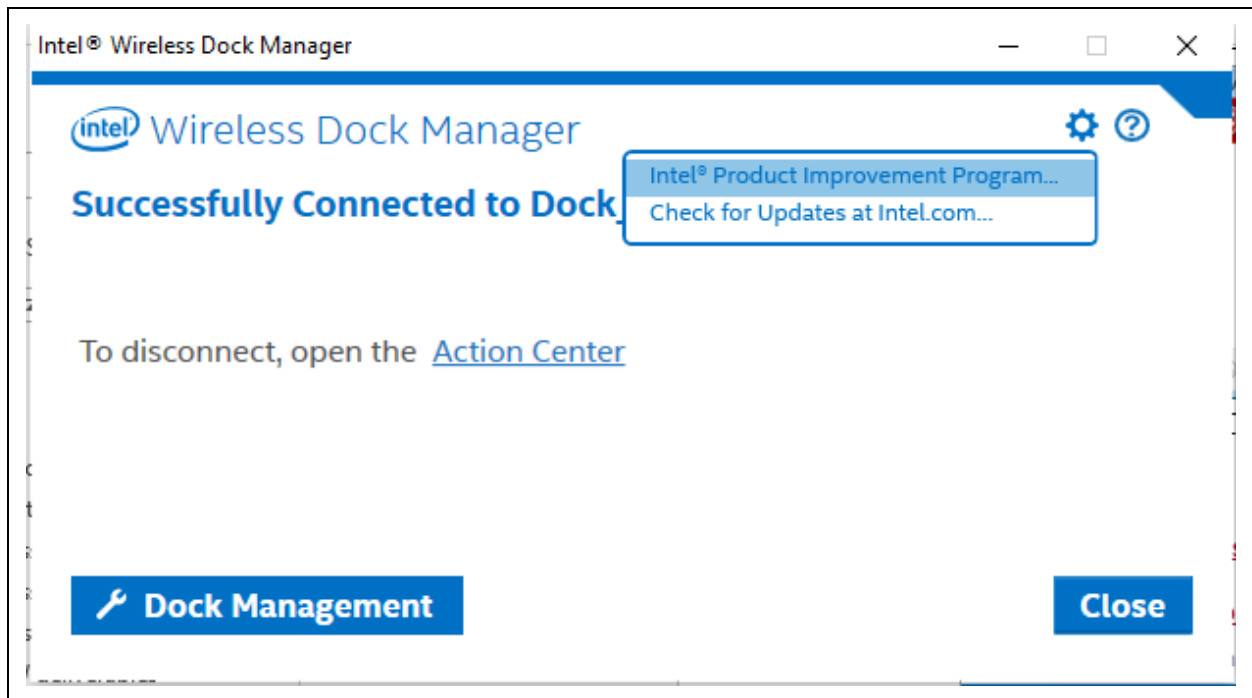 Intel® Wireless Dock Manager
intel Wireless Dock Manager
Intel® Product Improvement Program...
Successfully Connected to Dock_
Check for Updates at Intel.com...
To disconnect, open the Action Center
Dock Management
Close